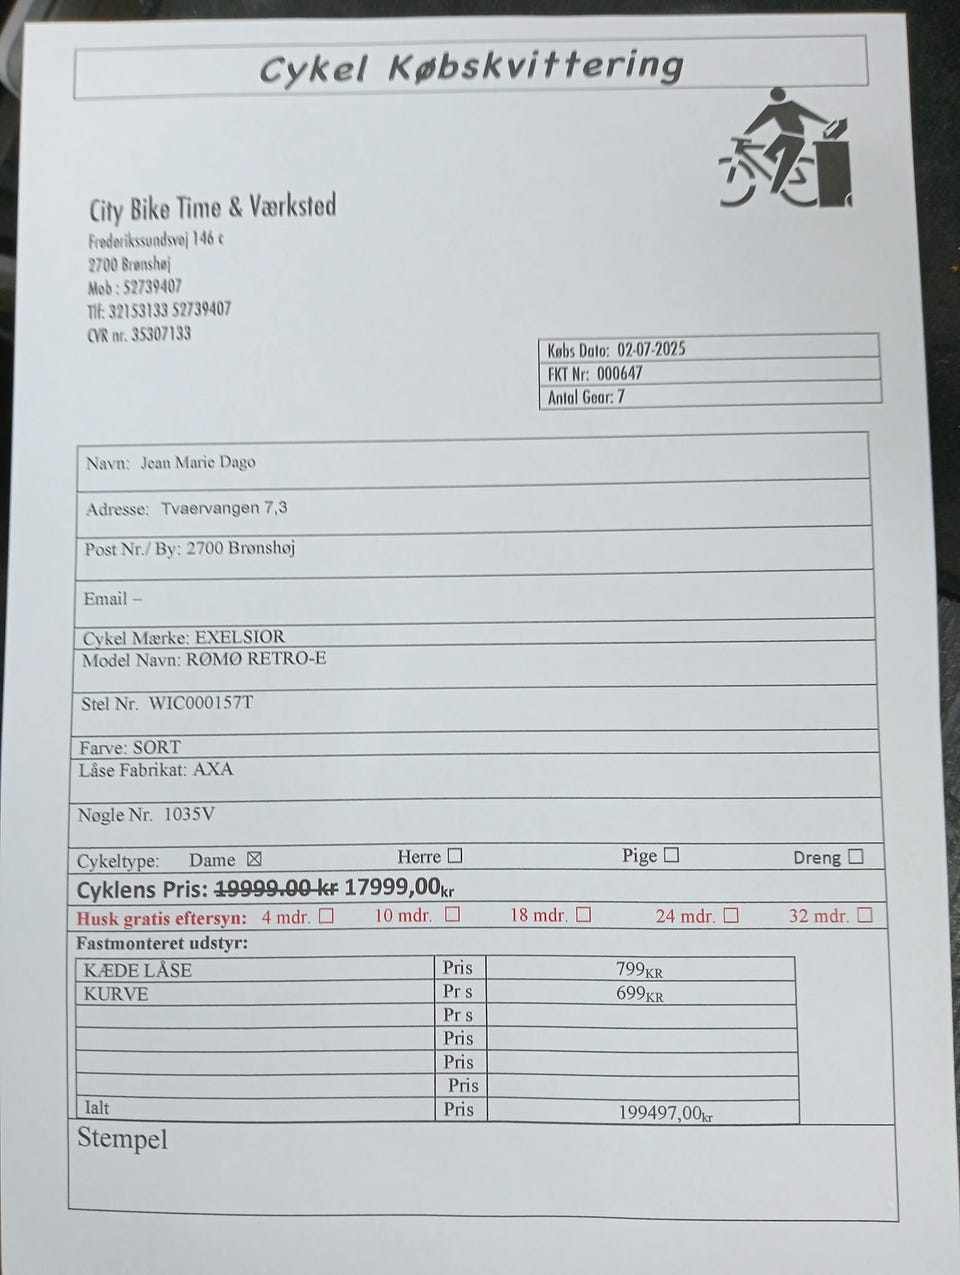 Cykel Købskvittering
City Bike Time & Værksted
Frederikssundsvej 146 c
2700 Brønshøj
Mob : 52739407
Tlf: 32153133 52739407
CVR nr. 35307133
Købs Dato: 02-07-2025
FKT Nr: 000647
Antal Gear: 7
Navn: Jean Marie Dago
Adresse: Tvaervangen 7,3
Post Nr./ By: 2700 Brønshøj
Email –
Cykel Mærke: EXELSIOR
Model Navn: RØMØ RETRO-E
Stel Nr. WIC000157T
Farve: SORT
Låse Fabrikat: AXA
Nøgle Nr. 1035V
Cykeltype: Dame ☒ Herre ☐ Pige ☐ Dreng ☐
Cyklens Pris: 19999.00 kr 17999,00kr
Husk gratis eftersyn: 4 mdr. ☐ 10 mdr. ☐ 18 mdr. ☐ 24 mdr. ☐ 32 mdr. ☐
Fastmonteret udstyr:
KÆDE LÅSE Pris 799KR
KURVE Pr s 699KR
Pr s
Pris
Pris
Pris
Ialt Pris 199497,00kr
Stempel